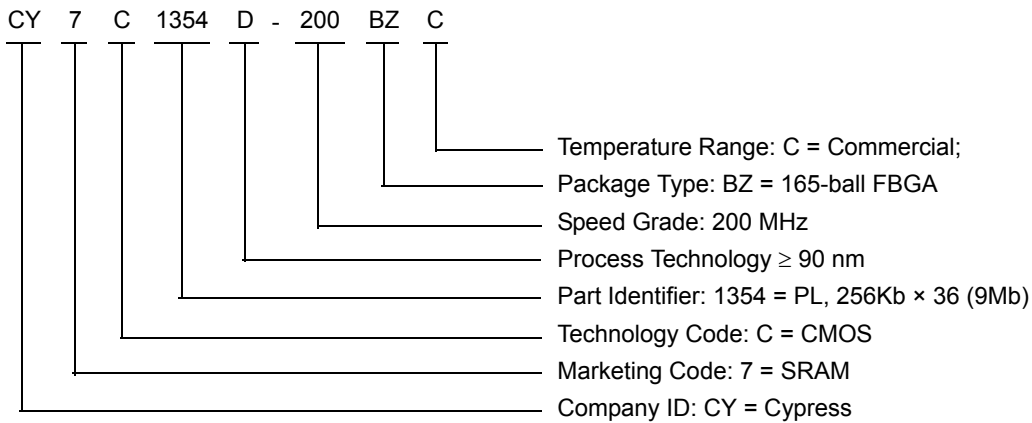 CY 7 C 1354 D - 200 BZ C
Temperature Range: C = Commercial;
Package Type: BZ = 165-ball FBGA
Speed Grade: 200 MHz
Process Technology ≥ 90 nm
Part Identifier: 1354 = PL, 256Kb × 36 (9Mb)
Technology Code: C = CMOS
Marketing Code: 7 = SRAM
Company ID: CY = Cypress